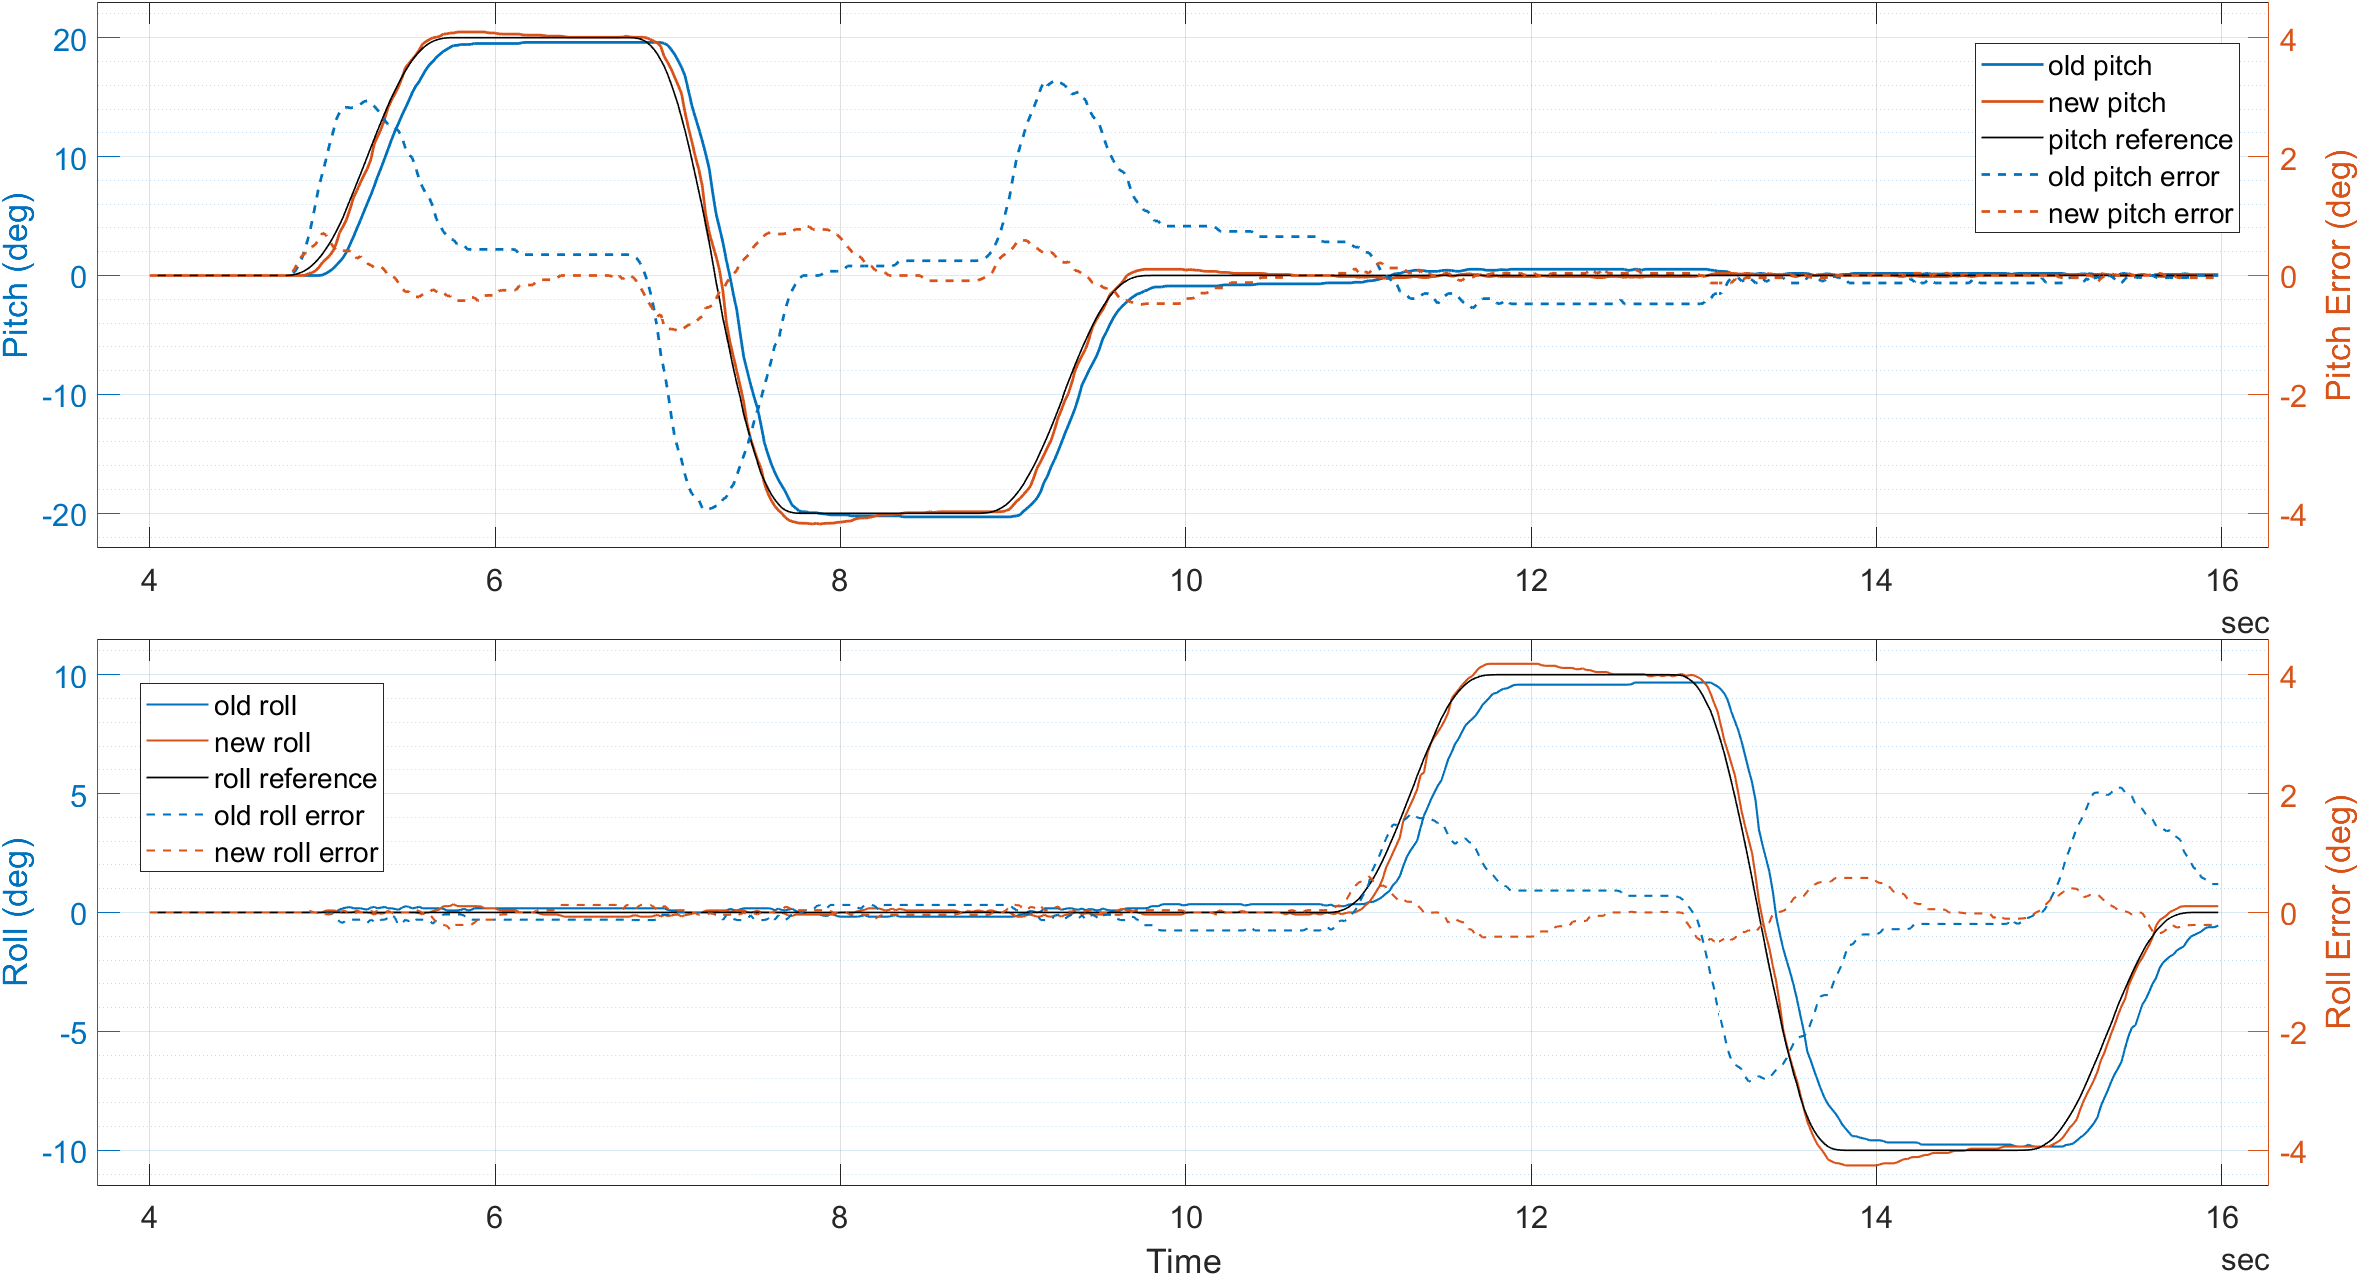 20
10
0
-10
-20
Pitch (deg)
4
2
0
-2
-4
Pitch Error (deg)
old pitch
new pitch
pitch reference
old pitch error
new pitch error
4 6 8 10 12 14 16
sec
10
5
0
-5
-10
Roll (deg)
4
2
0
-2
-4
Roll Error (deg)
old roll
new roll
roll reference
old roll error
new roll error
4 6 8 10 12 14 16
Time
sec